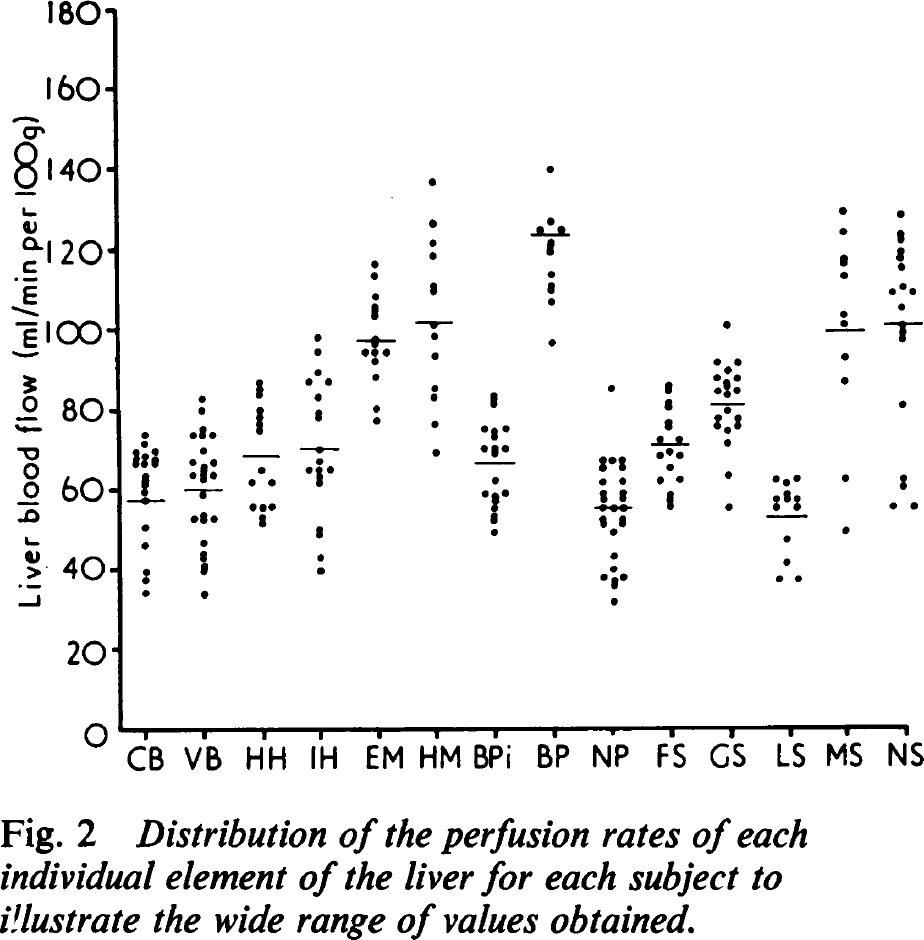 180
160
140
120
100
80
60
40
20
0
Liver blood flow (ml/min per 100g)
CB VB HH IH EM HM BPi BP NP FS GS LS MS NS
Fig. 2 Distribution of the perfusion rates of each
individual element of the liver for each subject to
illustrate the wide range of values obtained.